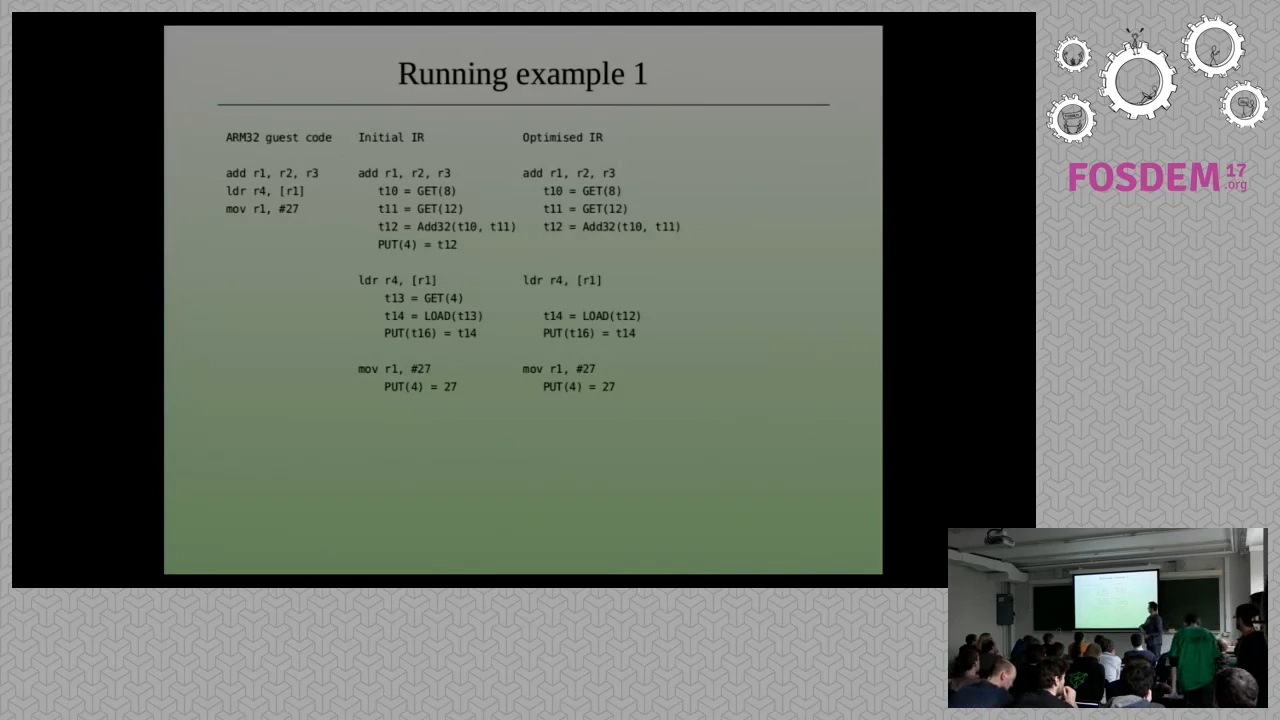 Running example 1
ARM32 guest code    Initial IR    Optimised IR
add r1, r2, r3    add r1, r2, r3    add r1, r2, r3
ldr r4, [r1]    t10 = GET(8)    t10 = GET(8)
mov r1, #27    t11 = GET(12)    t11 = GET(12)
t12 = Add32(t10, t11)    t12 = Add32(t10, t11)
PUT(4) = t12
ldr r4, [r1]    ldr r4, [r1]
t13 = GET(4)
t14 = LOAD(t13)    t14 = LOAD(t12)
PUT(t16) = t14    PUT(t16) = t14
mov r1, #27    mov r1, #27
PUT(4) = 27    PUT(4) = 27
FOSDEM 17
.org